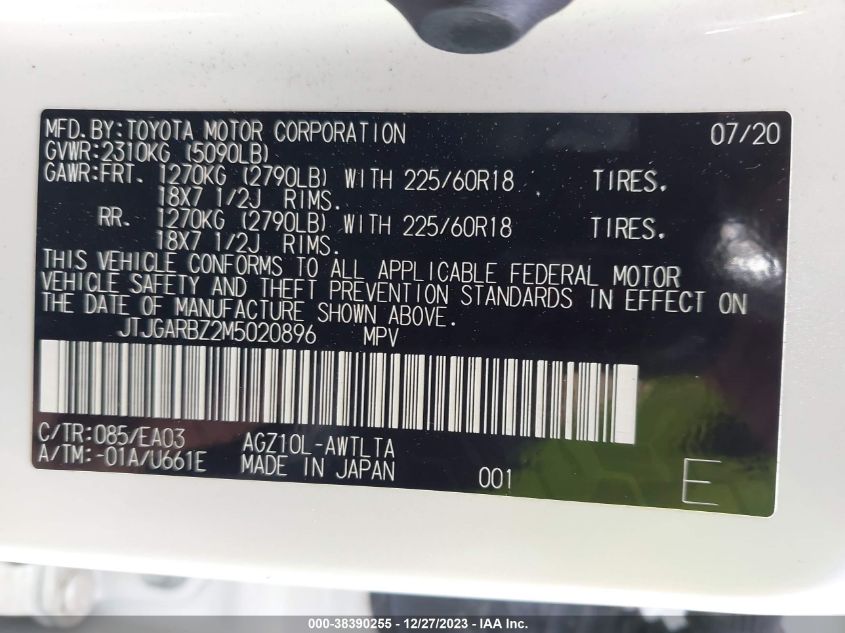 MFD.BY:TOYOTA MOTOR CORPORATION 07/20
GVWR:2310KG (5090LB)
GAWR:FRT. 1270KG (2790LB) WITH 225/60R18 TIRES.
18X7 1/2J RIMS.
RR. 1270KG (2790LB) WITH 225/60R18 TIRES.
18X7 1/2J RIMS.
THIS VEHICLE CONFORMS TO ALL APPLICABLE FEDERAL MOTOR
VEHICLE SAFETY AND THEFT PREVENTION STANDARDS IN EFFECT ON
THE DATE OF MANUFACTURE SHOWN ABOVE.
JTJGARBZ2M5020896 MPV
C/TR:085/EA03 AGZ10L-AWTLTA
A/TM:-01A/U661E MADE IN JAPAN 001 E
000-38390255 - 12/27/2023 - IAA Inc.